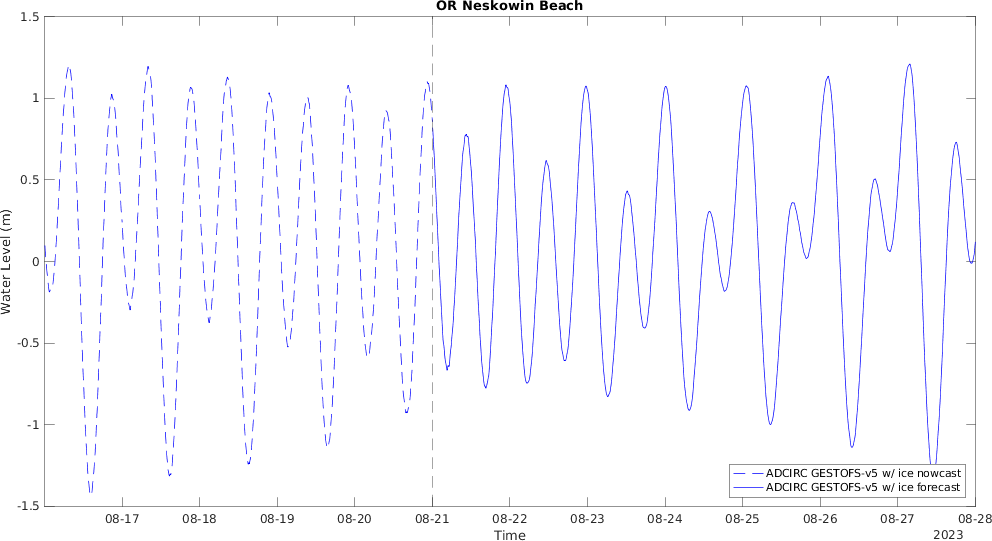 OR Neskowin Beach
1.5
1
0.5
0
-0.5
-1
-1.5
Water Level (m)
08-17 08-18 08-19 08-20 08-21 08-22 08-23 08-24 08-25 08-26 08-27 08-28
Time
2023
ADCIRC GESTOFS-v5 w/ ice nowcast
ADCIRC GESTOFS-v5 w/ ice forecast